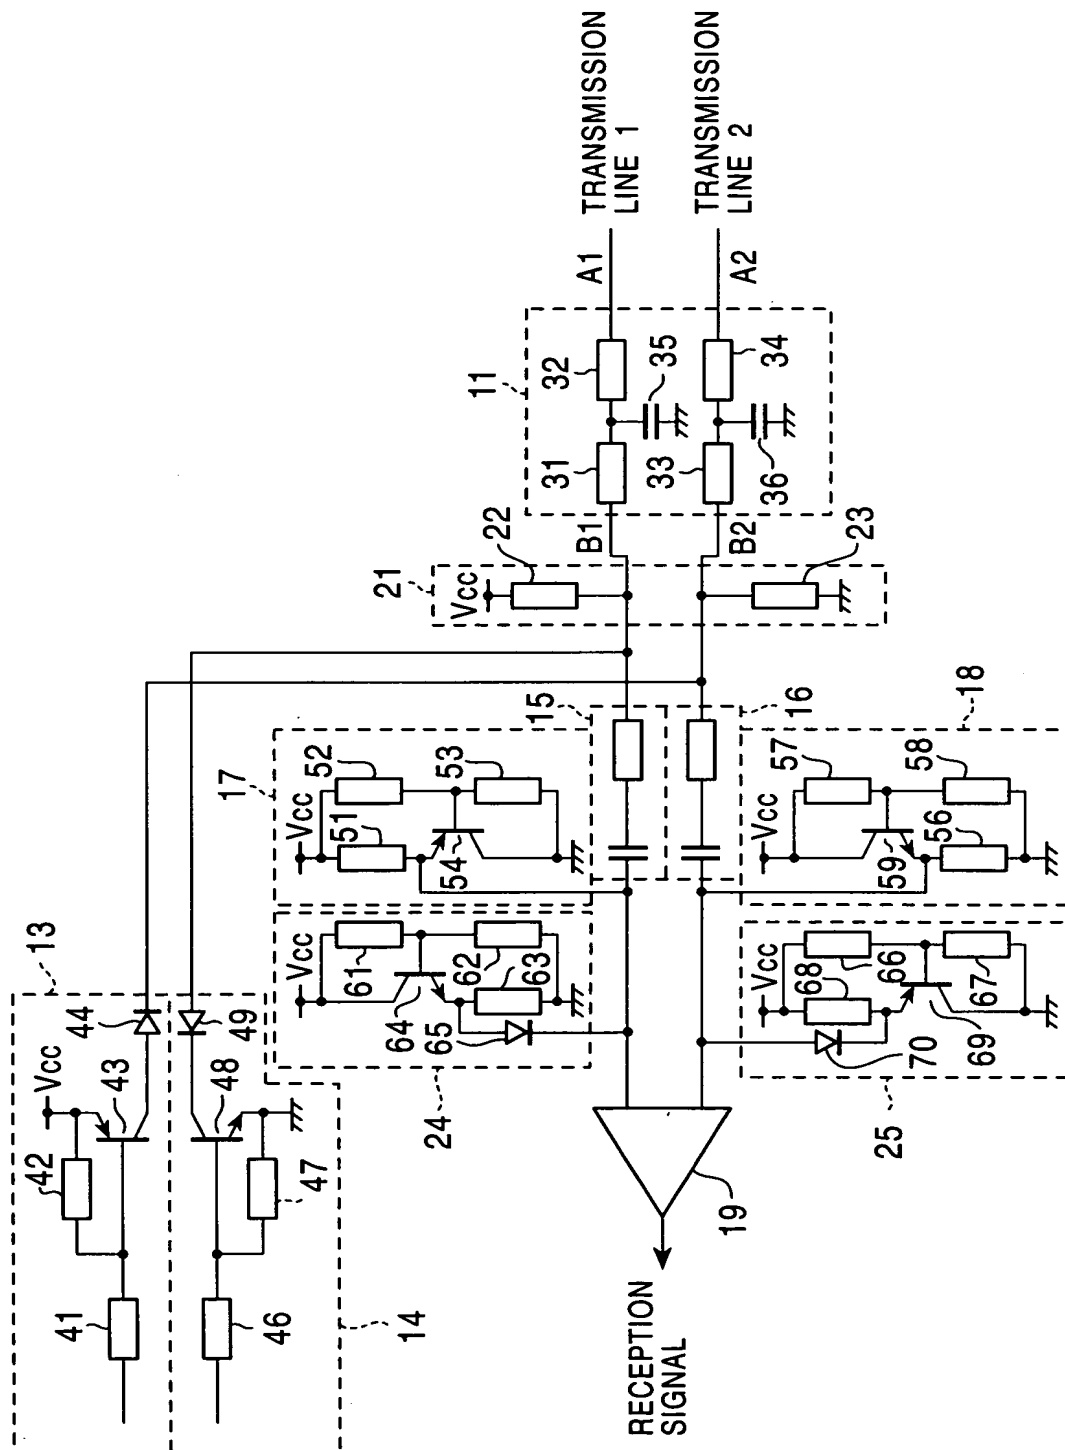 TRANSMISSION
LINE 1
TRANSMISSION
LINE 2
A1
A2
11
32
35
34
31
33
36
B1
B2
22
23
21
Vcc
15
16
17
Vcc
52
51
53
54
18
Vcc
57
58
56
59
13
44
49
Vcc
43
48
42
47
41
46
14
24
Vcc
61
62
63
64
65
25
Vcc
68
66
67
69
70
19
RECEPTION
SIGNAL